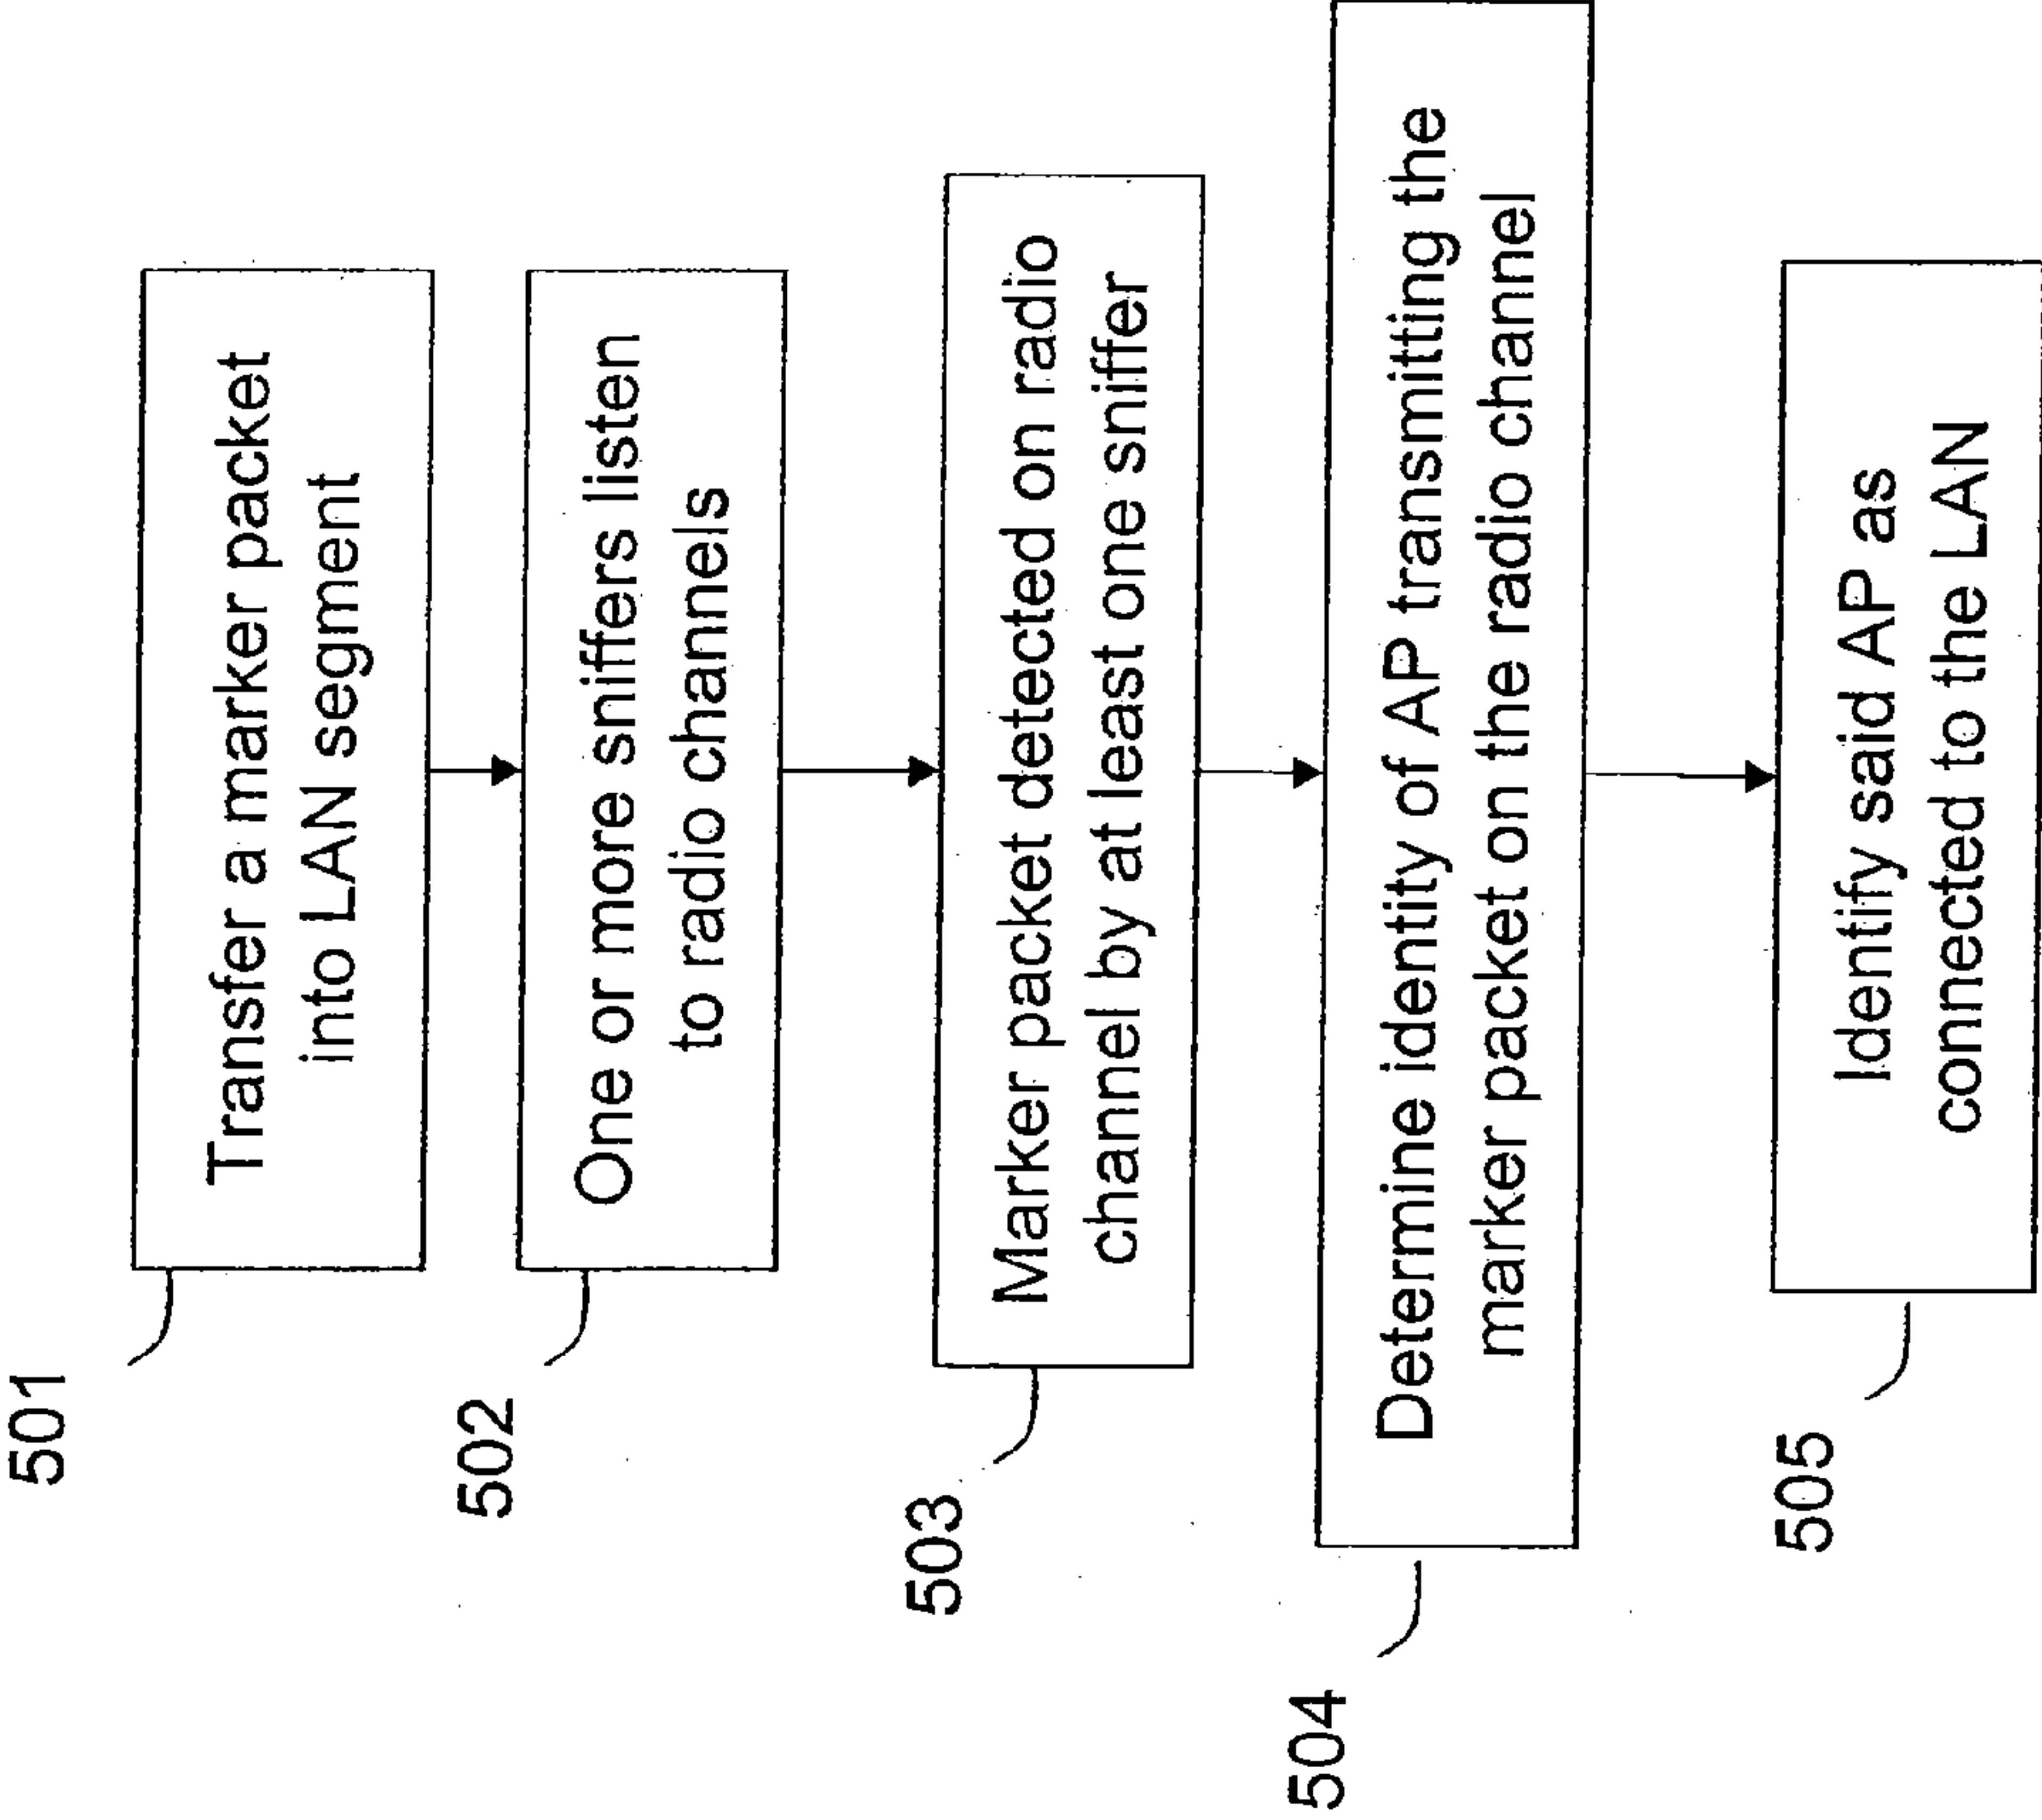 501
Transfer a marker packet
into LAN segment
502
One or more sniffers listen
to radio channels
503
Marker packet detected on radio
channel by at least one sniffer
504
Determine identity of AP transmitting the
marker packet on the radio channel
505
Identify said AP as
connected to the LAN